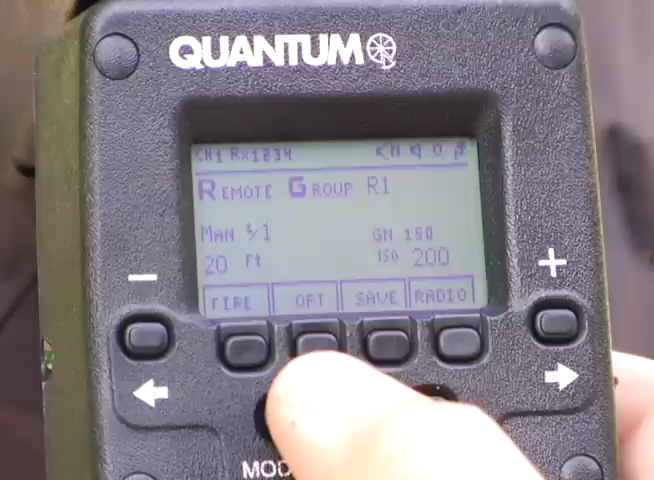 QUANTUM
CH1 Rx1234
REMOTE GROUP R1
MAN 1/1 GN 150
20 Ft ISO 200
− +
FIRE OPT SAVE RADIO
MOD